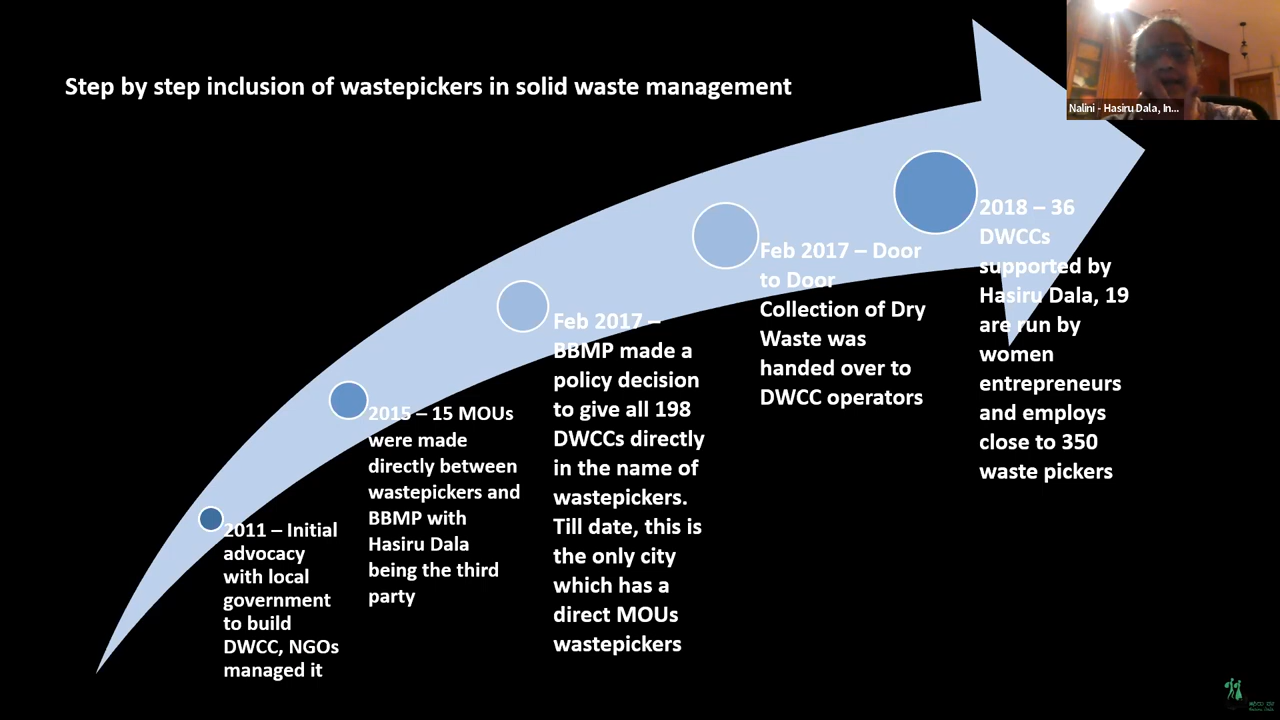 Step by step inclusion of wastepickers in solid waste management
Nalini - Hasiru Dala, In...
2011 – Initial
advocacy
with local
government
to build
DWCC, NGOs
managed it
2015 – 15 MOUs
were made
directly between
wastepickers and
BBMP with
Hasiru Dala
being the third
party
Feb 2017 –
BBMP made a
policy decision
to give all 198
DWCCs directly
in the name of
wastepickers.
Till date, this is
the only city
which has a
direct MOUs
wastepickers
Feb 2017 – Door
to Door
Collection of Dry
Waste was
handed over to
DWCC operators
2018 – 36
DWCCs
supported by
Hasiru Dala, 19
are run by
women
entrepreneurs
and employs
close to 350
waste pickers